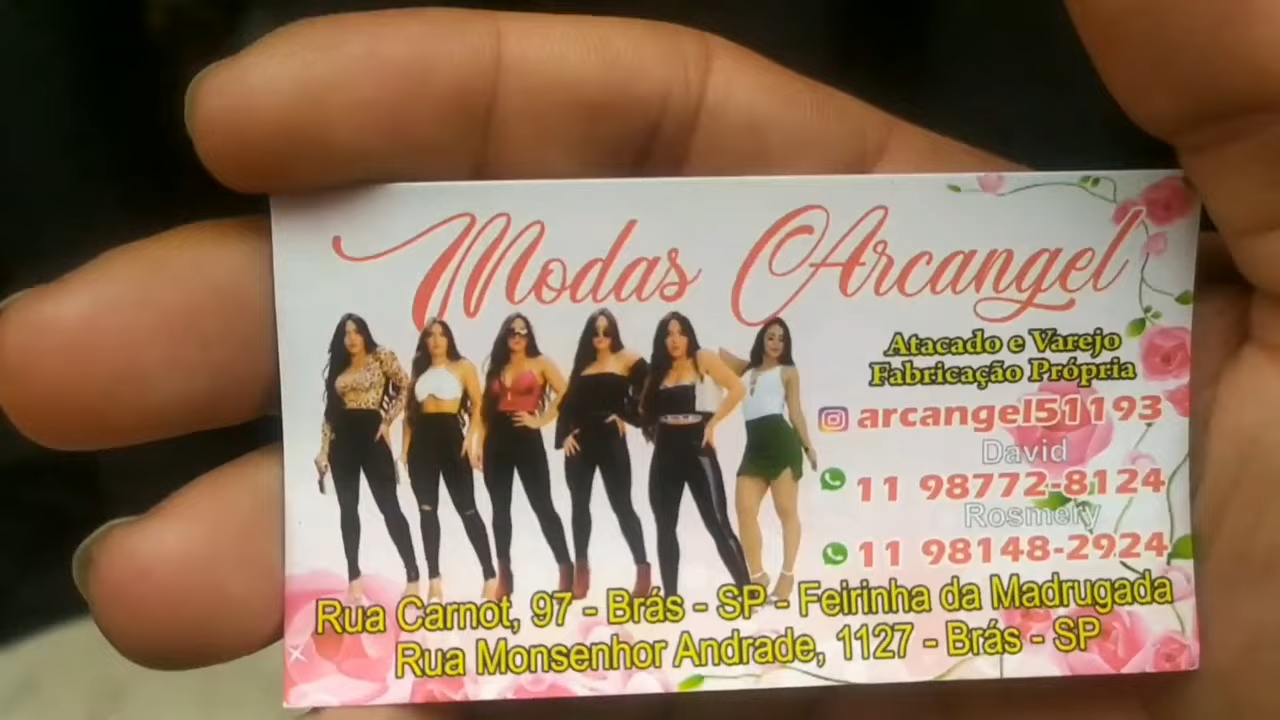 Modas Arcangel
Atacado e Varejo
Fabricação Própria
arcangel51193
David
11 98772-8124
Rosmery
11 98148-2924
Rua Carnot, 97 - Brás - SP - Feirinha da Madrugada
Rua Monsenhor Andrade, 1127 - Brás - SP